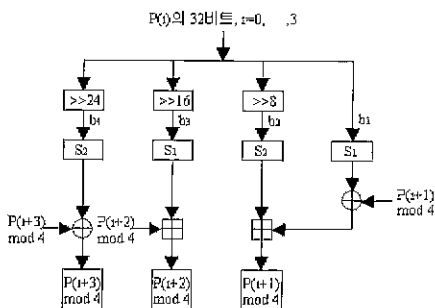 P(i)의 32비트, i=0, ,3
>>24
>>16
>>8
b4
b3
b2
b1
S2
S1
S2
S1
P(i+1)
mod 4
P(i+3)
mod 4
P(i+2)
mod 4
P(i+3)
mod 4
P(i+2)
mod 4
P(i+1)
mod 4